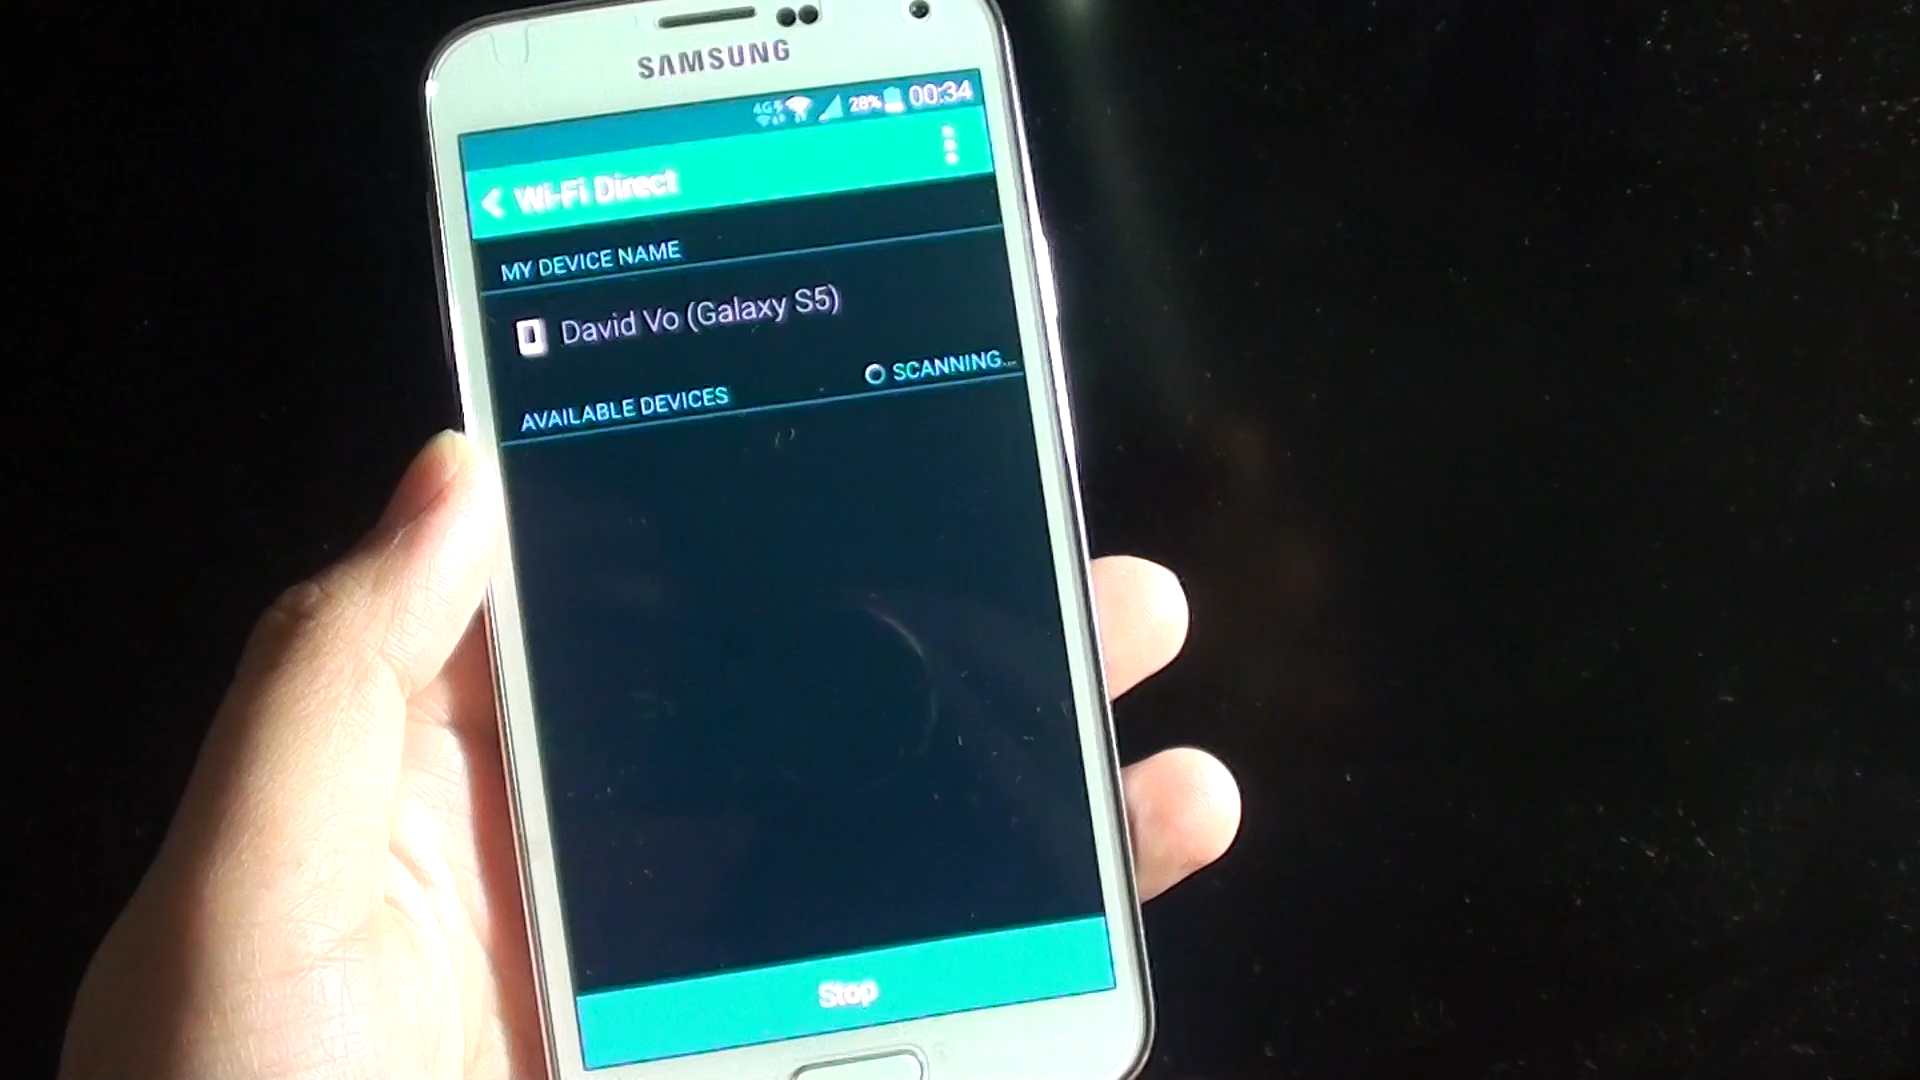 SAMSUNG
4G 28% 00:34
Wi-Fi Direct
MY DEVICE NAME
David Vo (Galaxy S5)
SCANNING...
AVAILABLE DEVICES
Stop